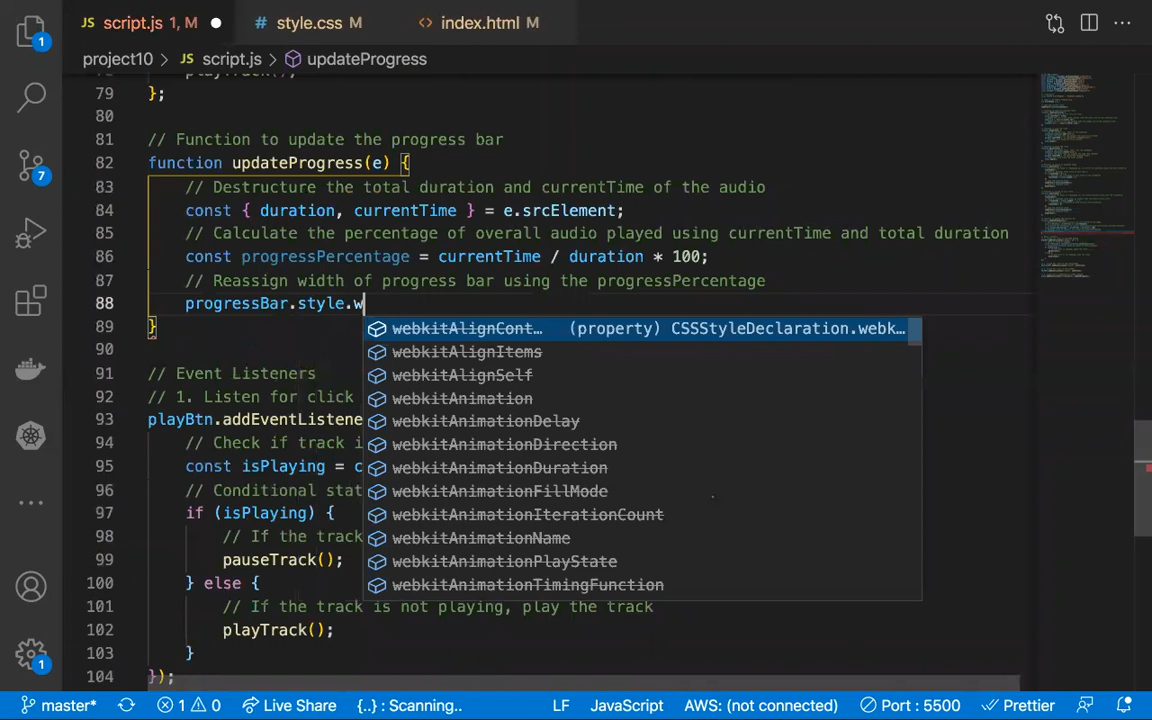 JS script.js 1, M
# style.css M
<> index.html M
project10 > JS script.js > updateProgress
1
79 };
80
81 // Function to update the progress bar
82 function updateProgress(e) {
83 // Destructure the total duration and currentTime of the audio
84 const { duration, currentTime } = e.srcElement;
85 // Calculate the percentage of overall audio played using currentTime and total duration
86 const progressPercentage = currentTime / duration * 100;
87 // Reassign width of progress bar using the progressPercentage
88 progressBar.style.w
89 }
webkitAlignCont… (property) CSSStyleDeclaration.webk…
webkitAlignItems
webkitAlignSelf
webkitAnimation
webkitAnimationDelay
webkitAnimationDirection
webkitAnimationDuration
webkitAnimationFillMode
webkitAnimationIterationCount
webkitAnimationName
webkitAnimationPlayState
webkitAnimationTimingFunction
90
91 // Event Listeners
92 // 1. Listen for click
93 playBtn.addEventListene
94 // Check if track i
95 const isPlaying = c
96 // Conditional stat
97 if (isPlaying) {
98 // If the track
99 pauseTrack();
100 } else {
101 // If the track is not playing, play the track
102 playTrack();
103 }
104 });
7
1
master* 1 0 Live Share {..} : Scanning.. LF JavaScript AWS: (not connected) Port : 5500 Prettier